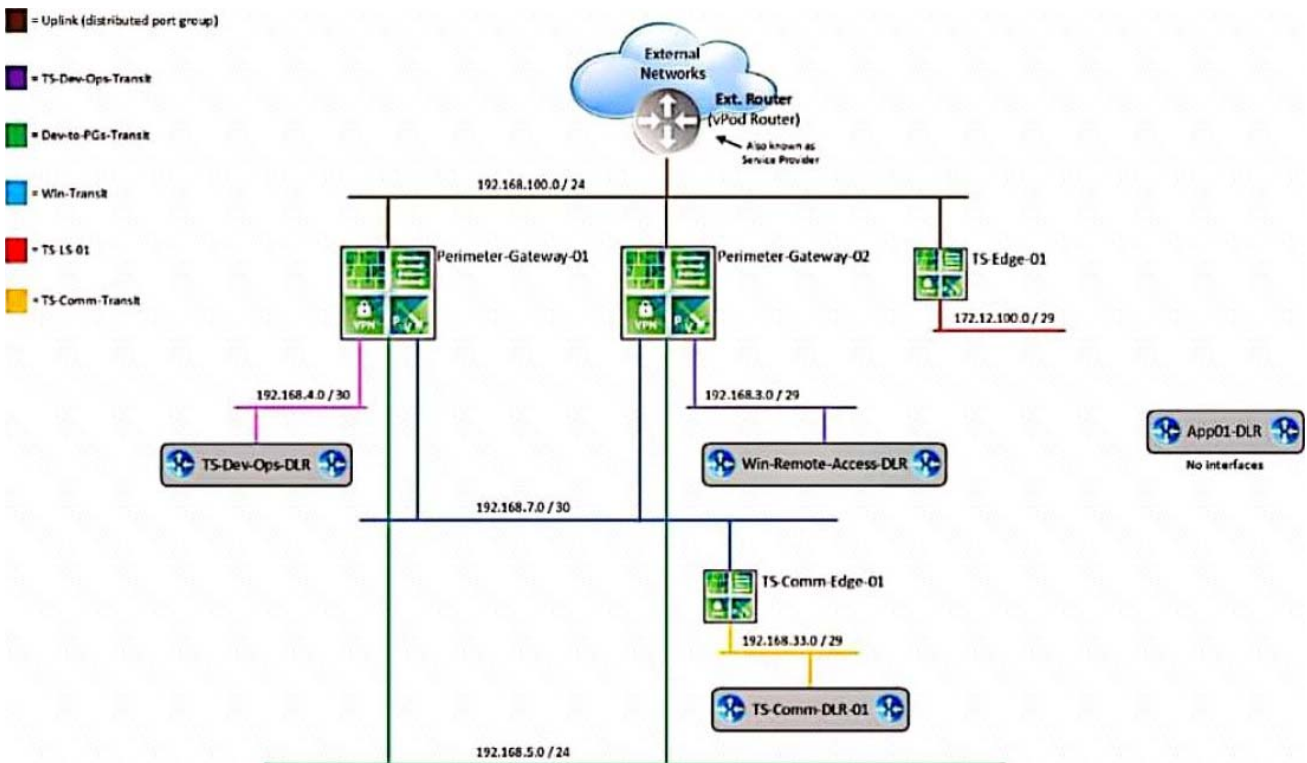 = Uplink (distributed port group)
= TS-Dev-Ops-Transit
= Dev-to-PGs-Transit
= Win-Transit
= TS-LS-01
= TS-Comm-Transit
External
Networks
Ext. Router
(vPod Router)
Also known as
Service Provider
192.168.100.0 / 24
Perimeter-Gateway-01
Perimeter-Gateway-02
TS-Edge-01
VPN
VPN
172.12.100.0 / 29
192.168.4.0 / 30
192.168.3.0 / 29
TS-Dev-Ops-DLR
Win-Remote-Access-DLR
App01-DLR
No Interfaces
192.168.7.0 / 30
TS-Comm-Edge-01
192.168.33.0 / 29
TS-Comm-DLR-01
192.168.5.0 / 24